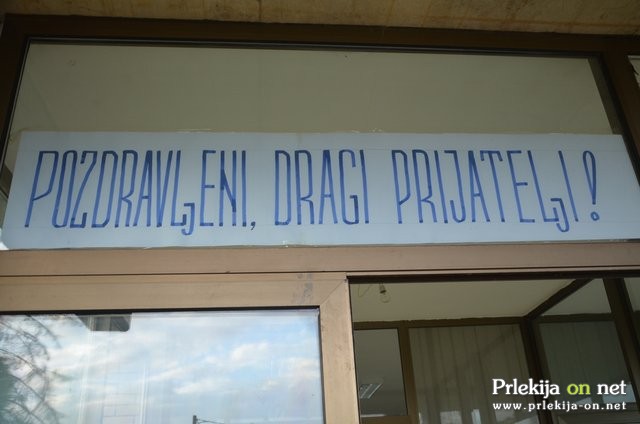 POZDRAVLJENI, DRAGI PRIJATELJI!
Prlekija on net
www.prlekija-on.net